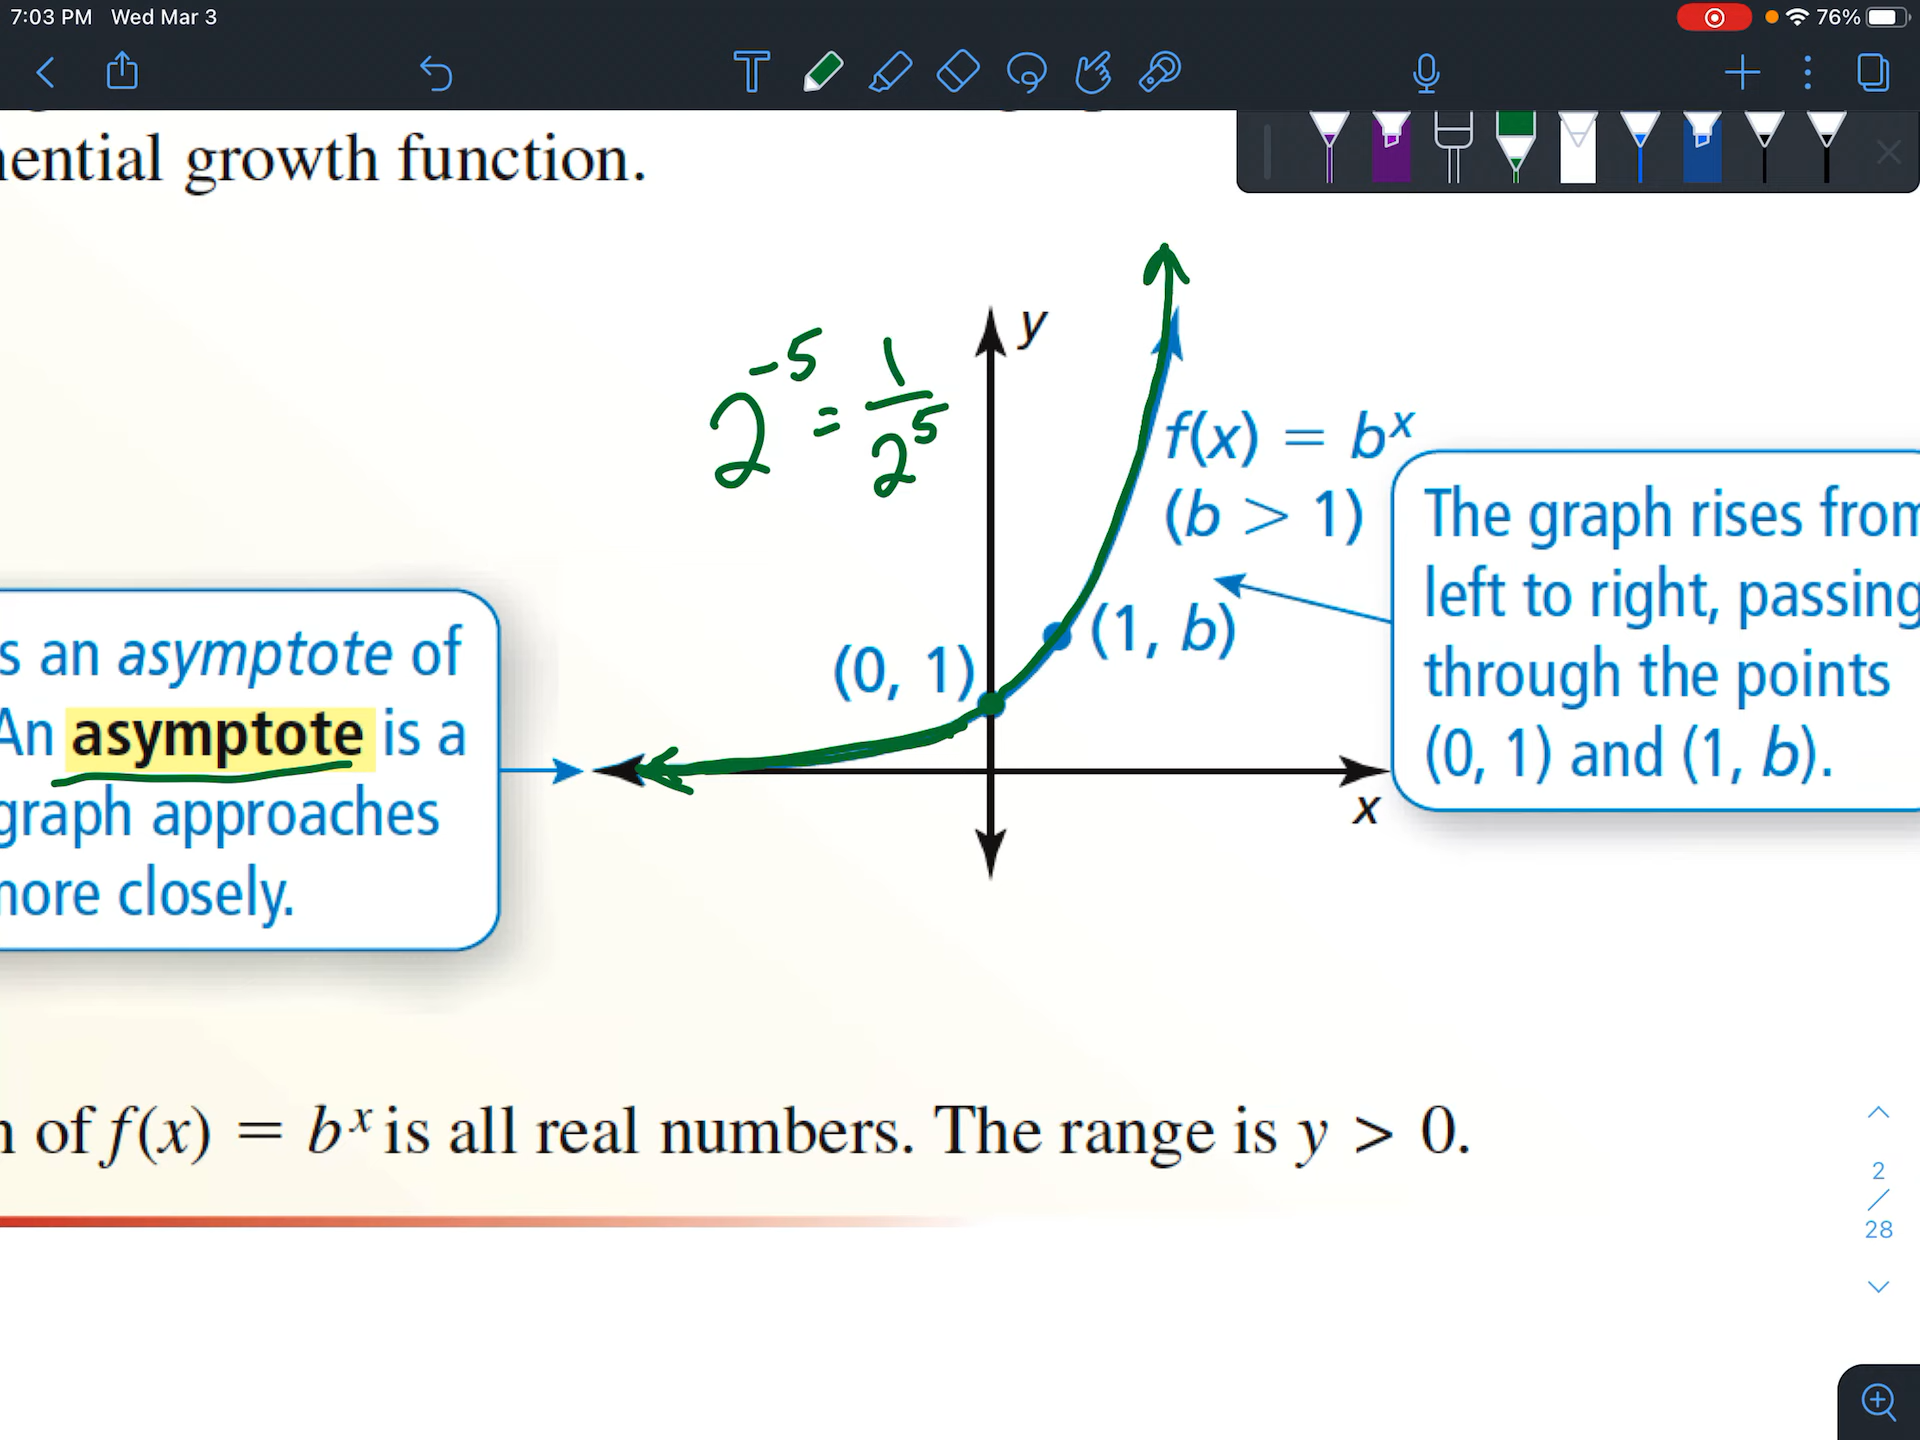 7:03 PM Wed Mar 3
76%
nential growth function.
2^-5 = 1/2^5
y
f(x) = b^x
(b > 1)
(0, 1)
(1, b)
x
The graph rises from
left to right, passing
through the points
(0, 1) and (1, b).
s an asymptote of
An asymptote is a
graph approaches
more closely.
n of f(x) = b^x is all real numbers. The range is y > 0.
2
/
28